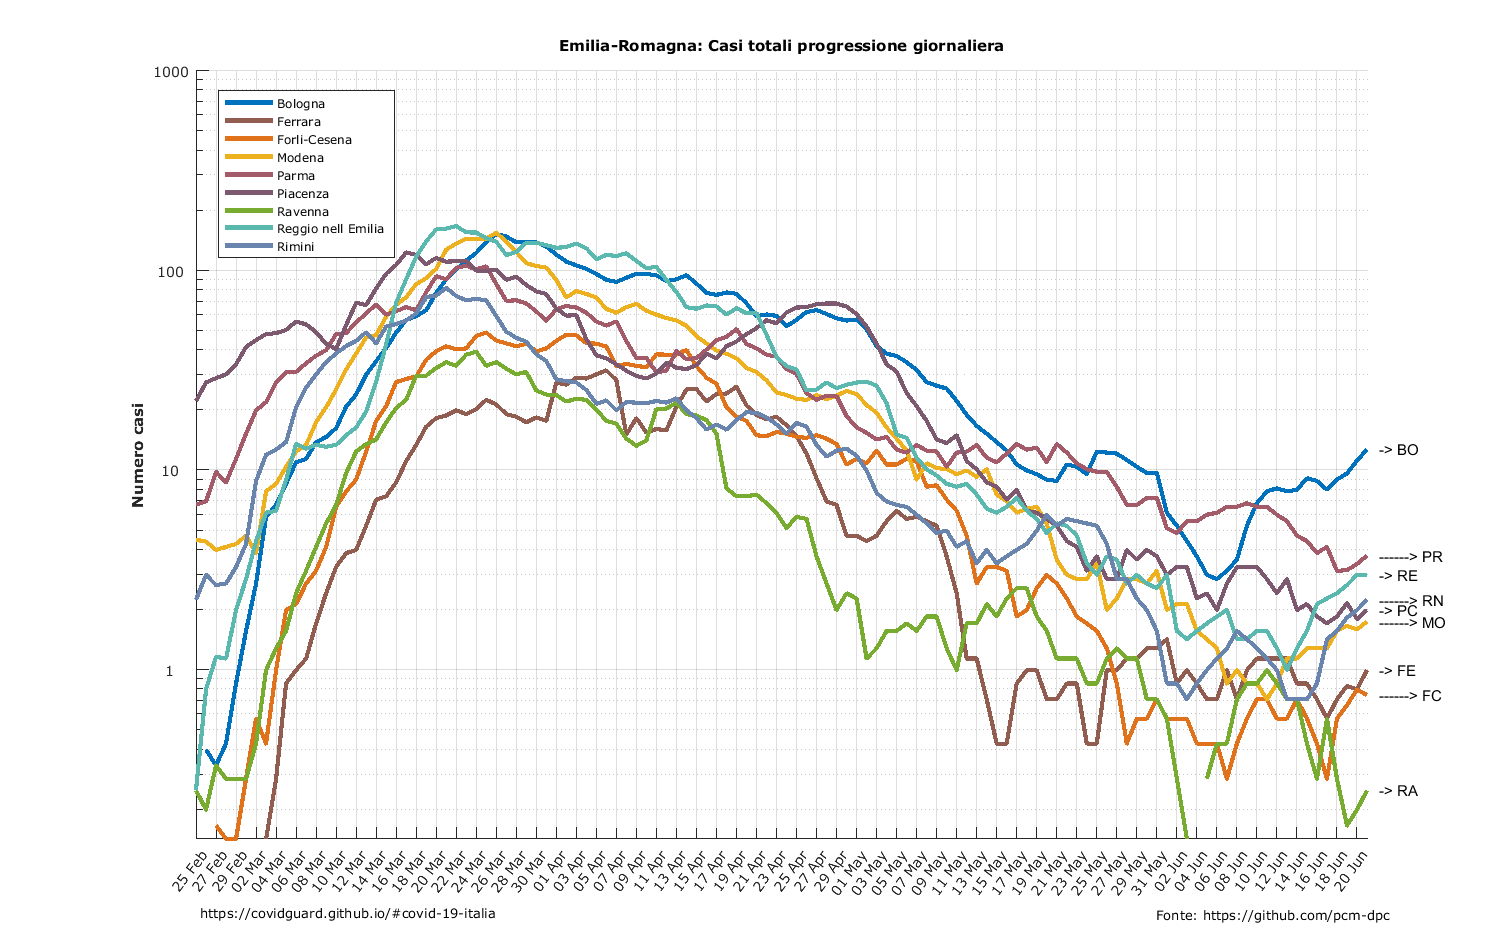 Emilia-Romagna: Casi totali progressione giornaliera
1000
100
10
1
Numero casi
Bologna
Ferrara
Forli-Cesena
Modena
Parma
Piacenza
Ravenna
Reggio nell Emilia
Rimini
-> BO
------> PR
-> RE
------> RN
-> PC
------> MO
-> FE
------> FC
-> RA
25 Feb
27 Feb
29 Feb
02 Mar
04 Mar
06 Mar
08 Mar
10 Mar
12 Mar
14 Mar
16 Mar
18 Mar
20 Mar
22 Mar
24 Mar
26 Mar
28 Mar
30 Mar
01 Apr
03 Apr
05 Apr
07 Apr
09 Apr
11 Apr
13 Apr
15 Apr
17 Apr
19 Apr
21 Apr
23 Apr
25 Apr
27 Apr
29 Apr
01 May
03 May
05 May
07 May
09 May
11 May
13 May
15 May
17 May
19 May
21 May
23 May
25 May
27 May
29 May
31 May
02 Jun
04 Jun
06 Jun
08 Jun
10 Jun
12 Jun
14 Jun
16 Jun
18 Jun
20 Jun
https://covidguard.github.io/#covid-19-italia
Fonte: https://github.com/pcm-dpc